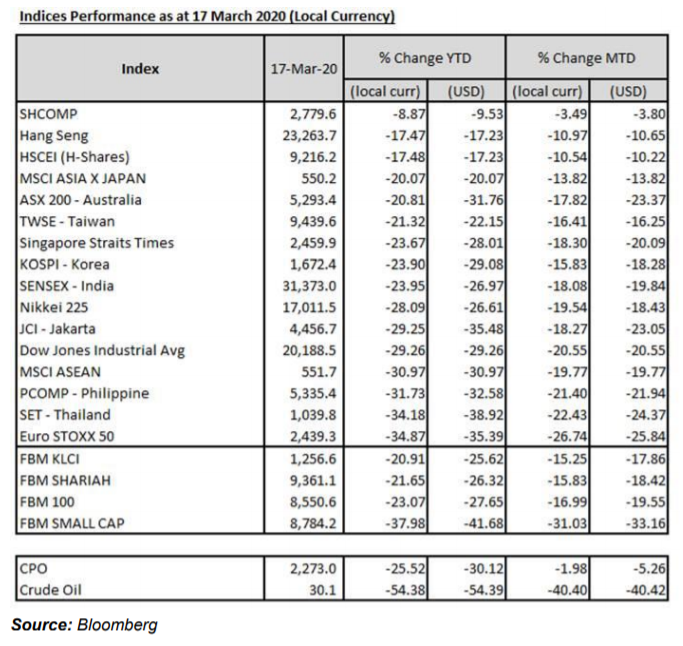 Indices Performance as at 17 March 2020 (Local Currency)
Index 17-Mar-20 % Change YTD % Change MTD
(local curr) (USD) (local curr) (USD)
SHCOMP 2,779.6 -8.87 -9.53 -3.49 -3.80
Hang Seng 23,263.7 -17.47 -17.23 -10.97 -10.65
HSCEI (H-Shares) 9,216.2 -17.48 -17.23 -10.54 -10.22
MSCI ASIA X JAPAN 550.2 -20.07 -20.07 -13.82 -13.82
ASX 200 - Australia 5,293.4 -20.81 -31.76 -17.82 -23.37
TWSE - Taiwan 9,439.6 -21.32 -22.15 -16.41 -16.25
Singapore Straits Times 2,459.9 -23.67 -28.01 -18.30 -20.09
KOSPI - Korea 1,672.4 -23.90 -29.08 -15.83 -18.28
SENSEX - India 31,373.0 -23.95 -26.97 -18.08 -19.84
Nikkei 225 17,011.5 -28.09 -26.61 -19.54 -18.43
JCI - Jakarta 4,456.7 -29.25 -35.48 -18.27 -23.05
Dow Jones Industrial Avg 20,188.5 -29.26 -29.26 -20.55 -20.55
MSCI ASEAN 551.7 -30.97 -30.97 -19.77 -19.77
PCOMP - Philippine 5,335.4 -31.73 -32.58 -21.40 -21.94
SET - Thailand 1,039.8 -34.18 -38.92 -22.43 -24.37
Euro STOXX 50 2,439.3 -34.87 -35.39 -26.74 -25.84
FBM KLCI 1,256.6 -20.91 -25.62 -15.25 -17.86
FBM SHARIAH 9,361.1 -21.65 -26.32 -15.83 -18.42
FBM 100 8,550.6 -23.07 -27.65 -16.99 -19.55
FBM SMALL CAP 8,784.2 -37.98 -41.68 -31.03 -33.16
CPO 2,273.0 -25.52 -30.12 -1.98 -5.26
Crude Oil 30.1 -54.38 -54.39 -40.40 -40.42
Source: Bloomberg